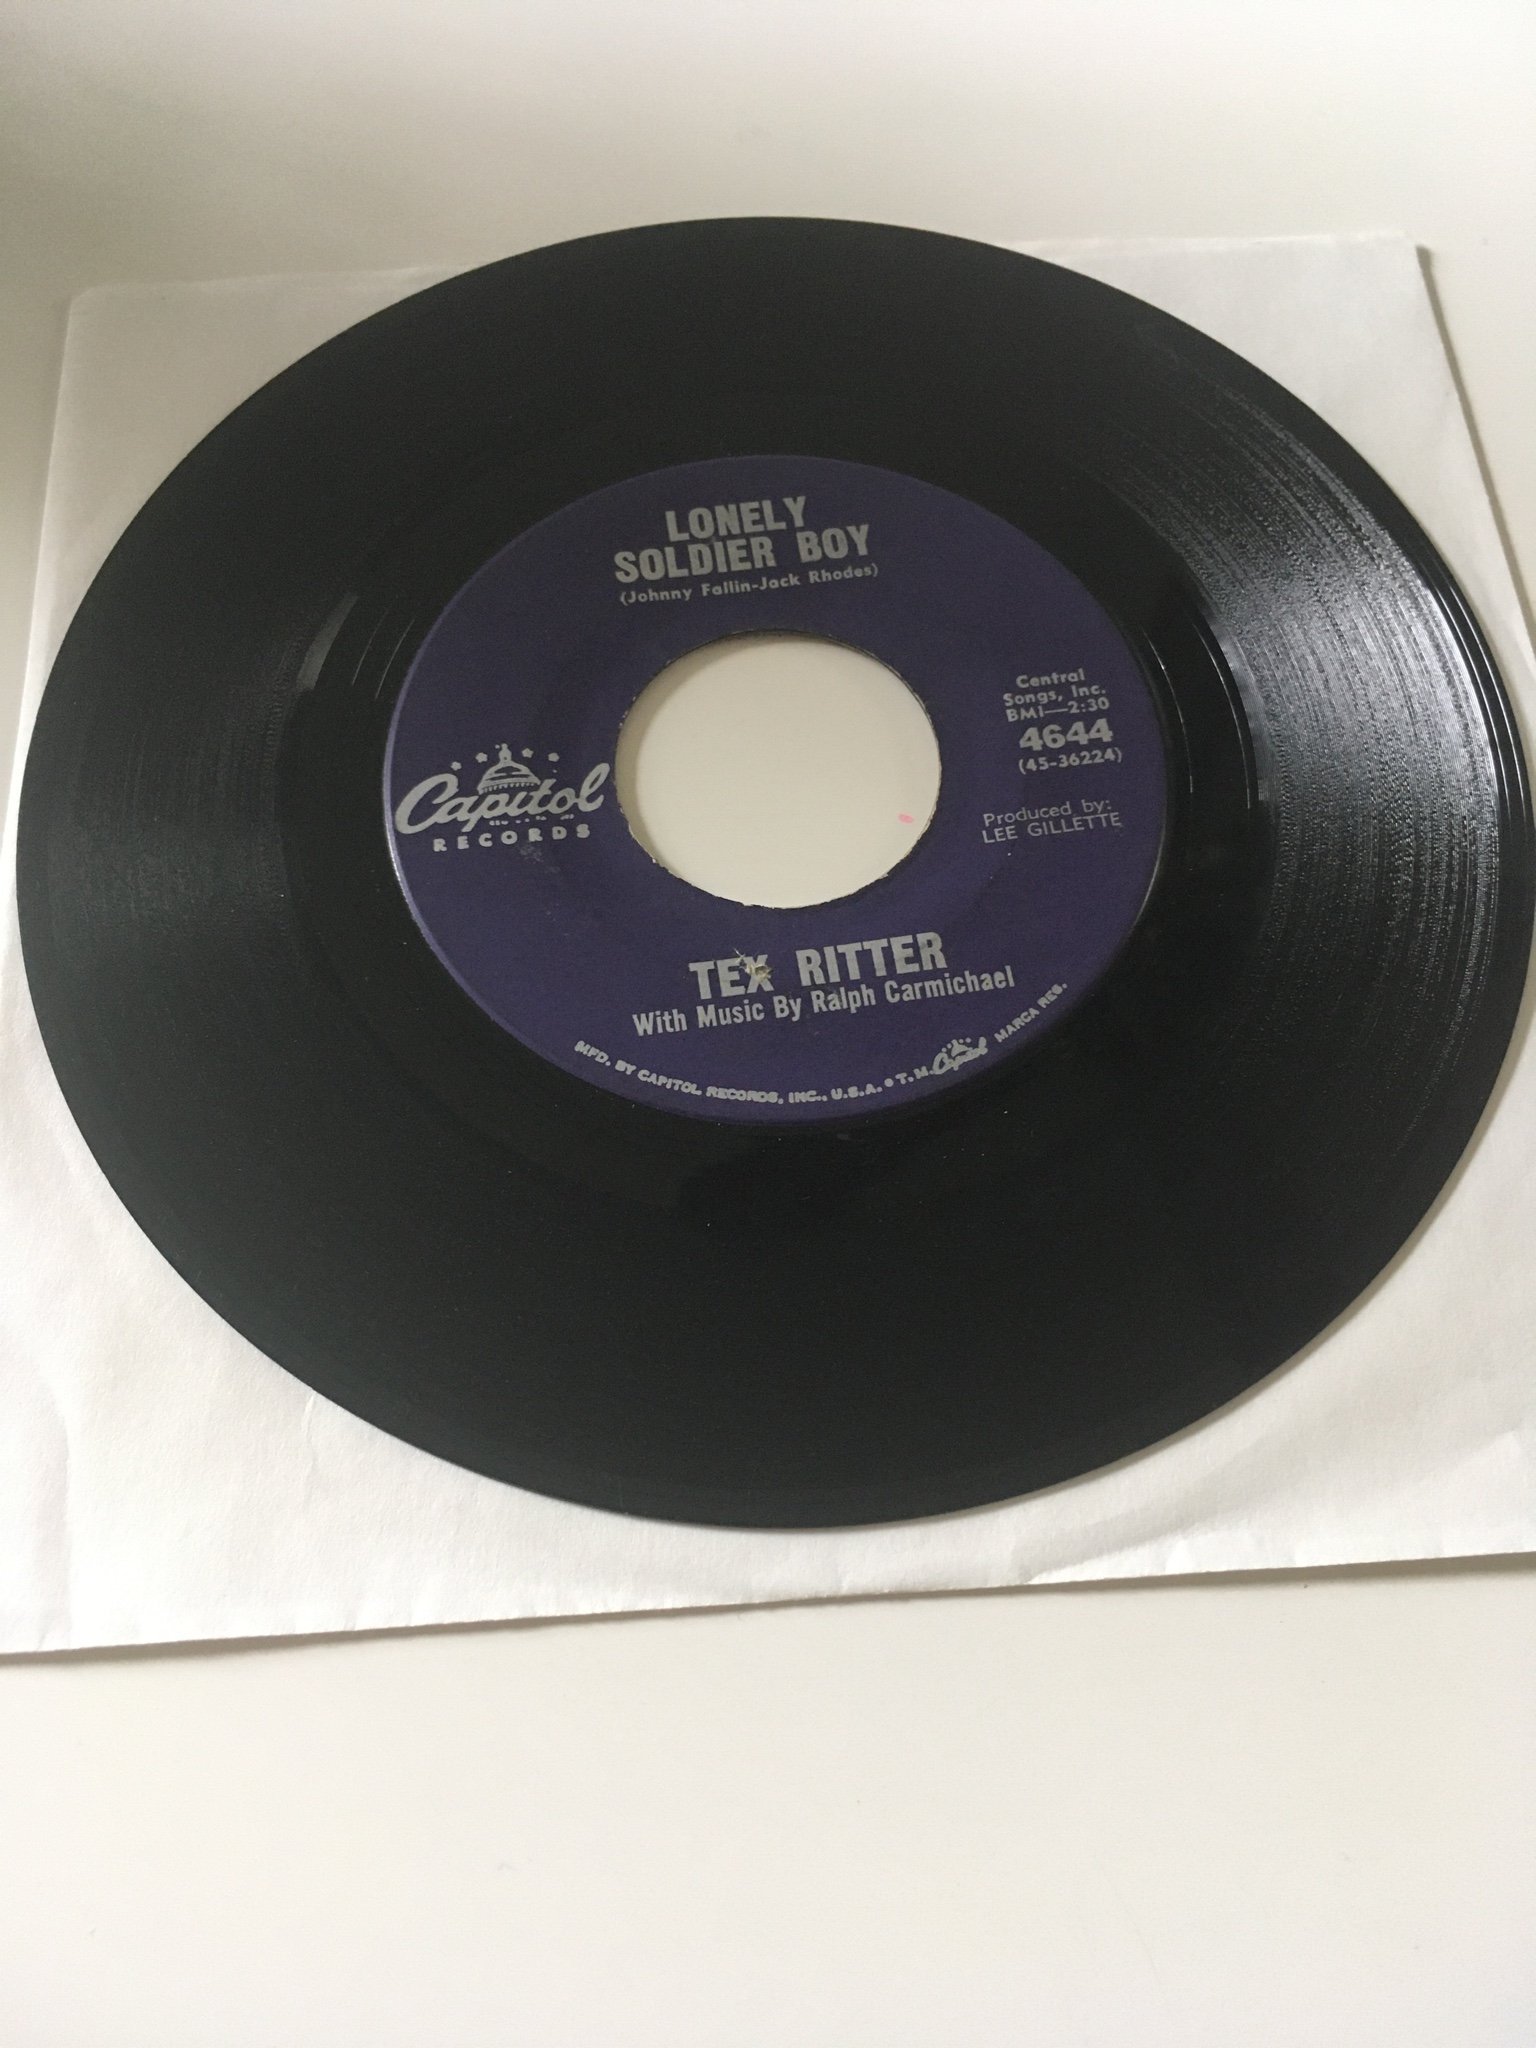 LONELY
SOLDIER BOY
(Johnny Fallin-Jack Rhodes)
Central
Songs, Inc.
BMI—2:30
4644
(45-36224)
Capitol
RECORDS
Produced by:
LEE GILLETTE
TEX RITTER
With Music By Ralph Carmichael
MFD. BY CAPITOL RECORDS, INC., U.S.A. • T.M. Capitol MARCA REG.